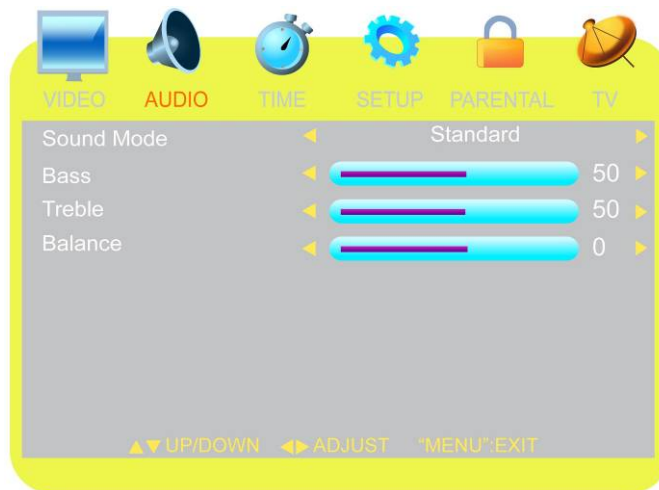 VIDEO AUDIO TIME SETUP PARENTAL TV
Sound Mode Standard
Bass 50
Treble 50
Balance 0
▲▼ UP/DOWN ◀▶ ADJUST “MENU”:EXIT